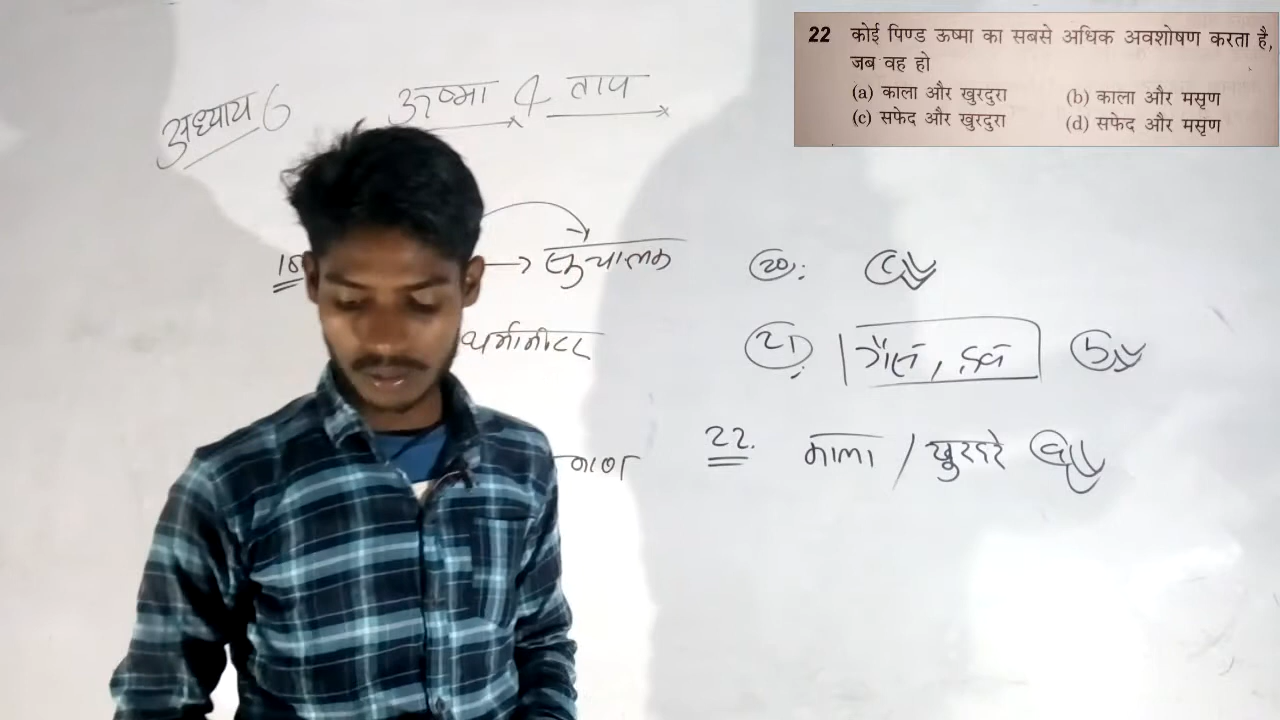 22 कोई पिण्ड ऊष्मा का सबसे अधिक अवशोषण करता है,
जब वह हो
(a) काला और खुरदुरा (b) काला और मसृण
(c) सफेद और खुरदुरा (d) सफेद और मसृण
अध्याय 6 ऊष्मा & ताप
→ कुचालक
थर्मामीटर
20:
21 गैस, द्रव b
22. काला / खुरदरे a